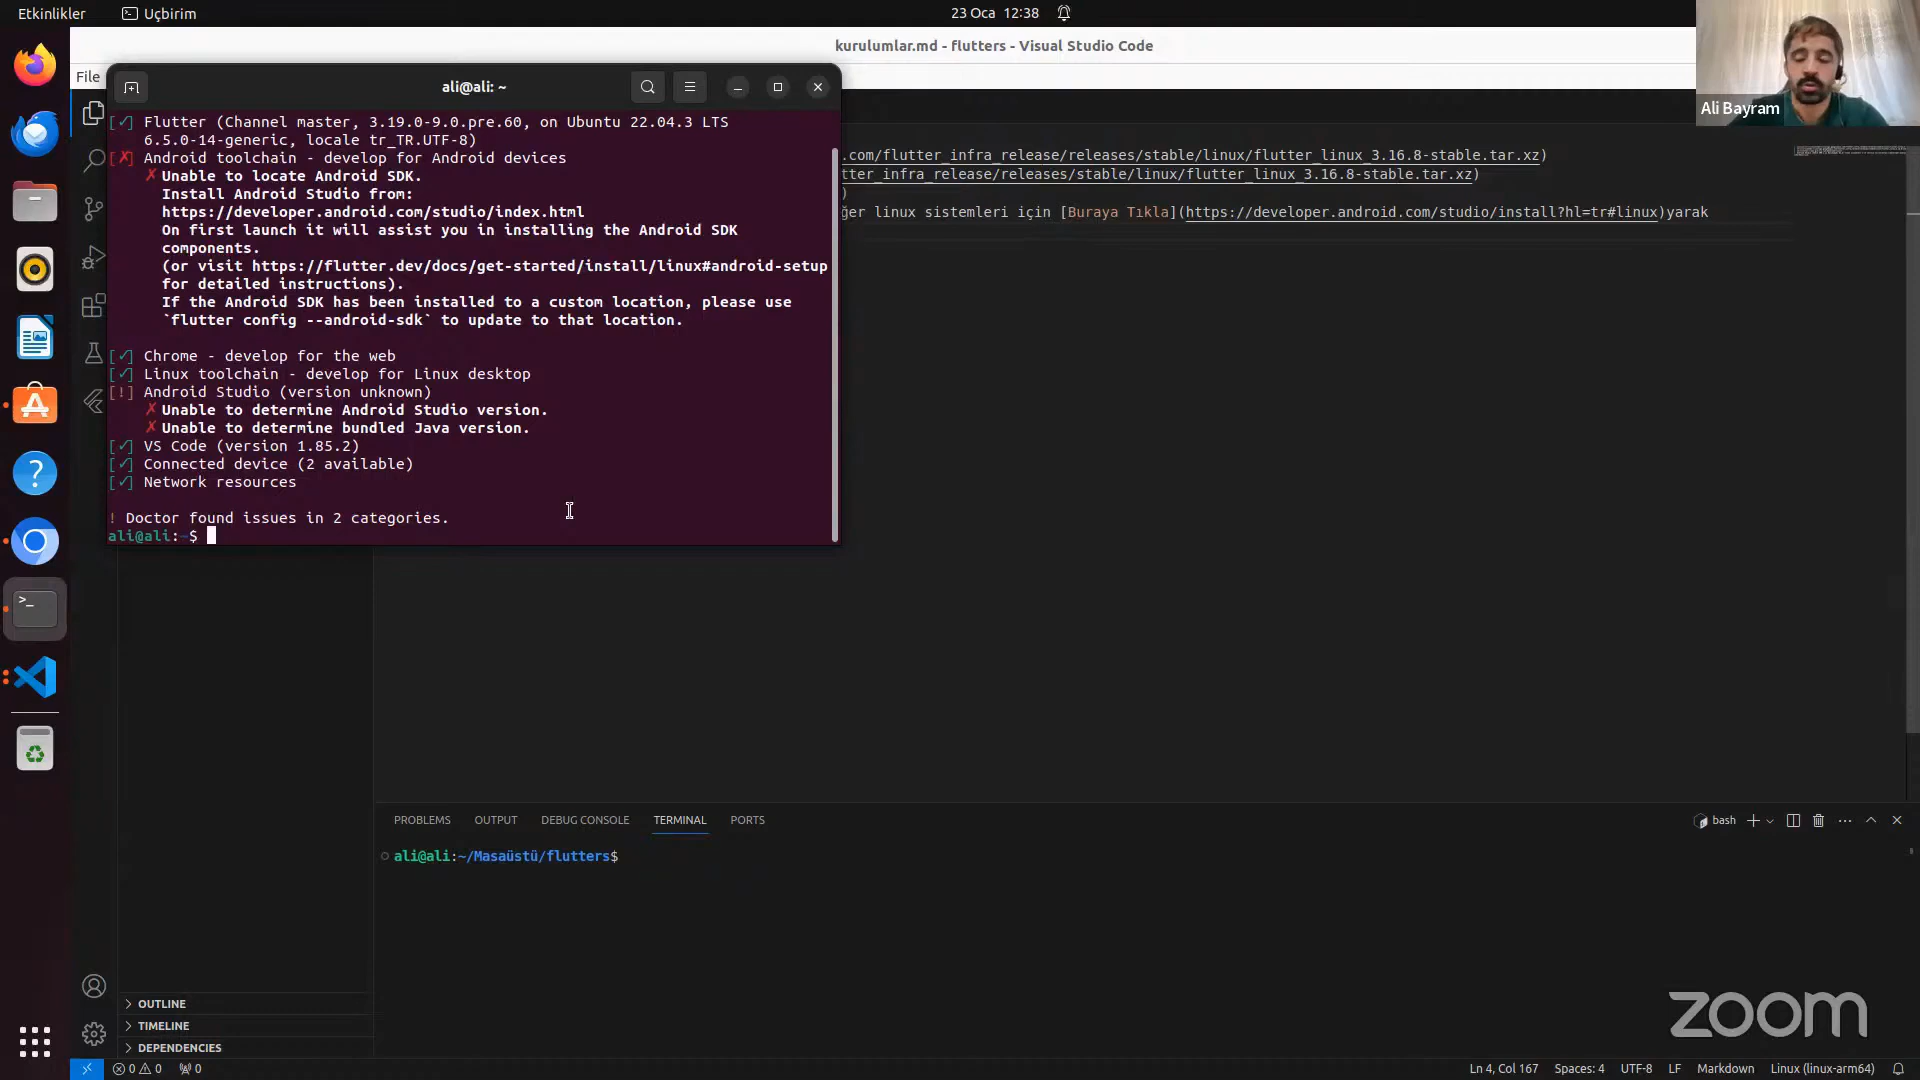 Etkinlikler
Uçbirim
23 Oca 12:38
kurulumlar.md - flutters - Visual Studio Code
File
ali@ali: ~
Ali Bayram
[✓] Flutter (Channel master, 3.19.0-9.0.pre.60, on Ubuntu 22.04.3 LTS
6.5.0-14-generic, locale tr_TR.UTF-8)
[✗] Android toolchain - develop for Android devices
✗ Unable to locate Android SDK.
Install Android Studio from:
https://developer.android.com/studio/index.html
On first launch it will assist you in installing the Android SDK
components.
(or visit https://flutter.dev/docs/get-started/install/linux#android-setup
for detailed instructions).
If the Android SDK has been installed to a custom location, please use
`flutter config --android-sdk` to update to that location.
[✓] Chrome - develop for the web
[✓] Linux toolchain - develop for Linux desktop
[!] Android Studio (version unknown)
✗ Unable to determine Android Studio version.
✗ Unable to determine bundled Java version.
[✓] VS Code (version 1.85.2)
[✓] Connected device (2 available)
[✓] Network resources
! Doctor found issues in 2 categories.
ali@ali:~$
.com/flutter_infra_release/releases/stable/linux/flutter_linux_3.16.8-stable.tar.xz)
tter_infra_release/releases/stable/linux/flutter_linux_3.16.8-stable.tar.xz)
)
ğer linux sistemleri için [Buraya Tıkla](https://developer.android.com/studio/install?hl=tr#linux)yarak
PROBLEMS OUTPUT DEBUG CONSOLE TERMINAL PORTS
bash
ali@ali:~/Masaüstü/flutters$
OUTLINE
TIMELINE
DEPENDENCIES
zoom
0 0 0
Ln 4, Col 167 Spaces: 4 UTF-8 LF Markdown Linux (linux-arm64)